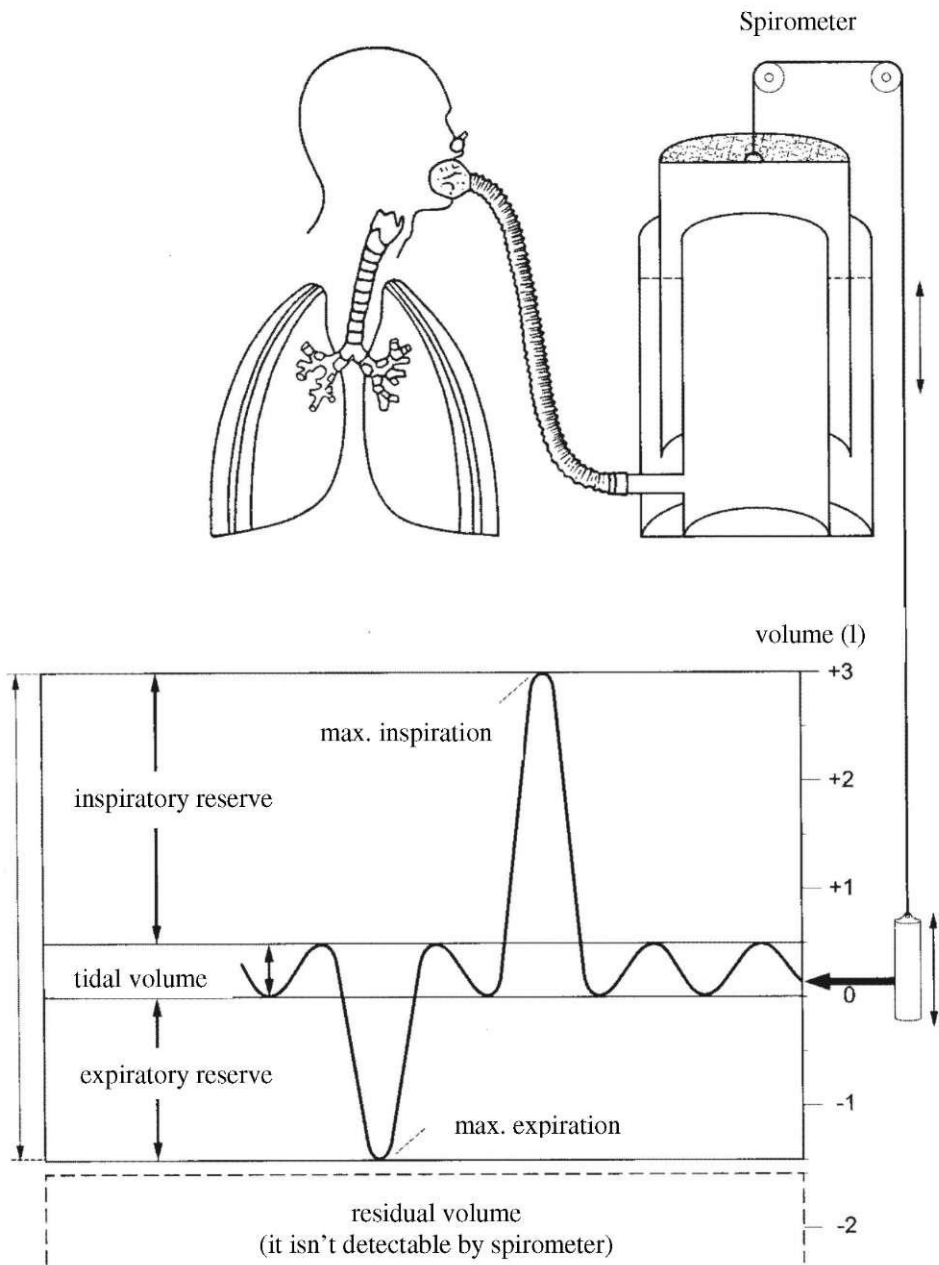 Spirometer
volume (l)
+3
max. inspiration
+2
inspiratory reserve
+1
tidal volume
0
expiratory reserve
-1
max. expiration
residual volume
(it isn't detectable by spirometer)
-2